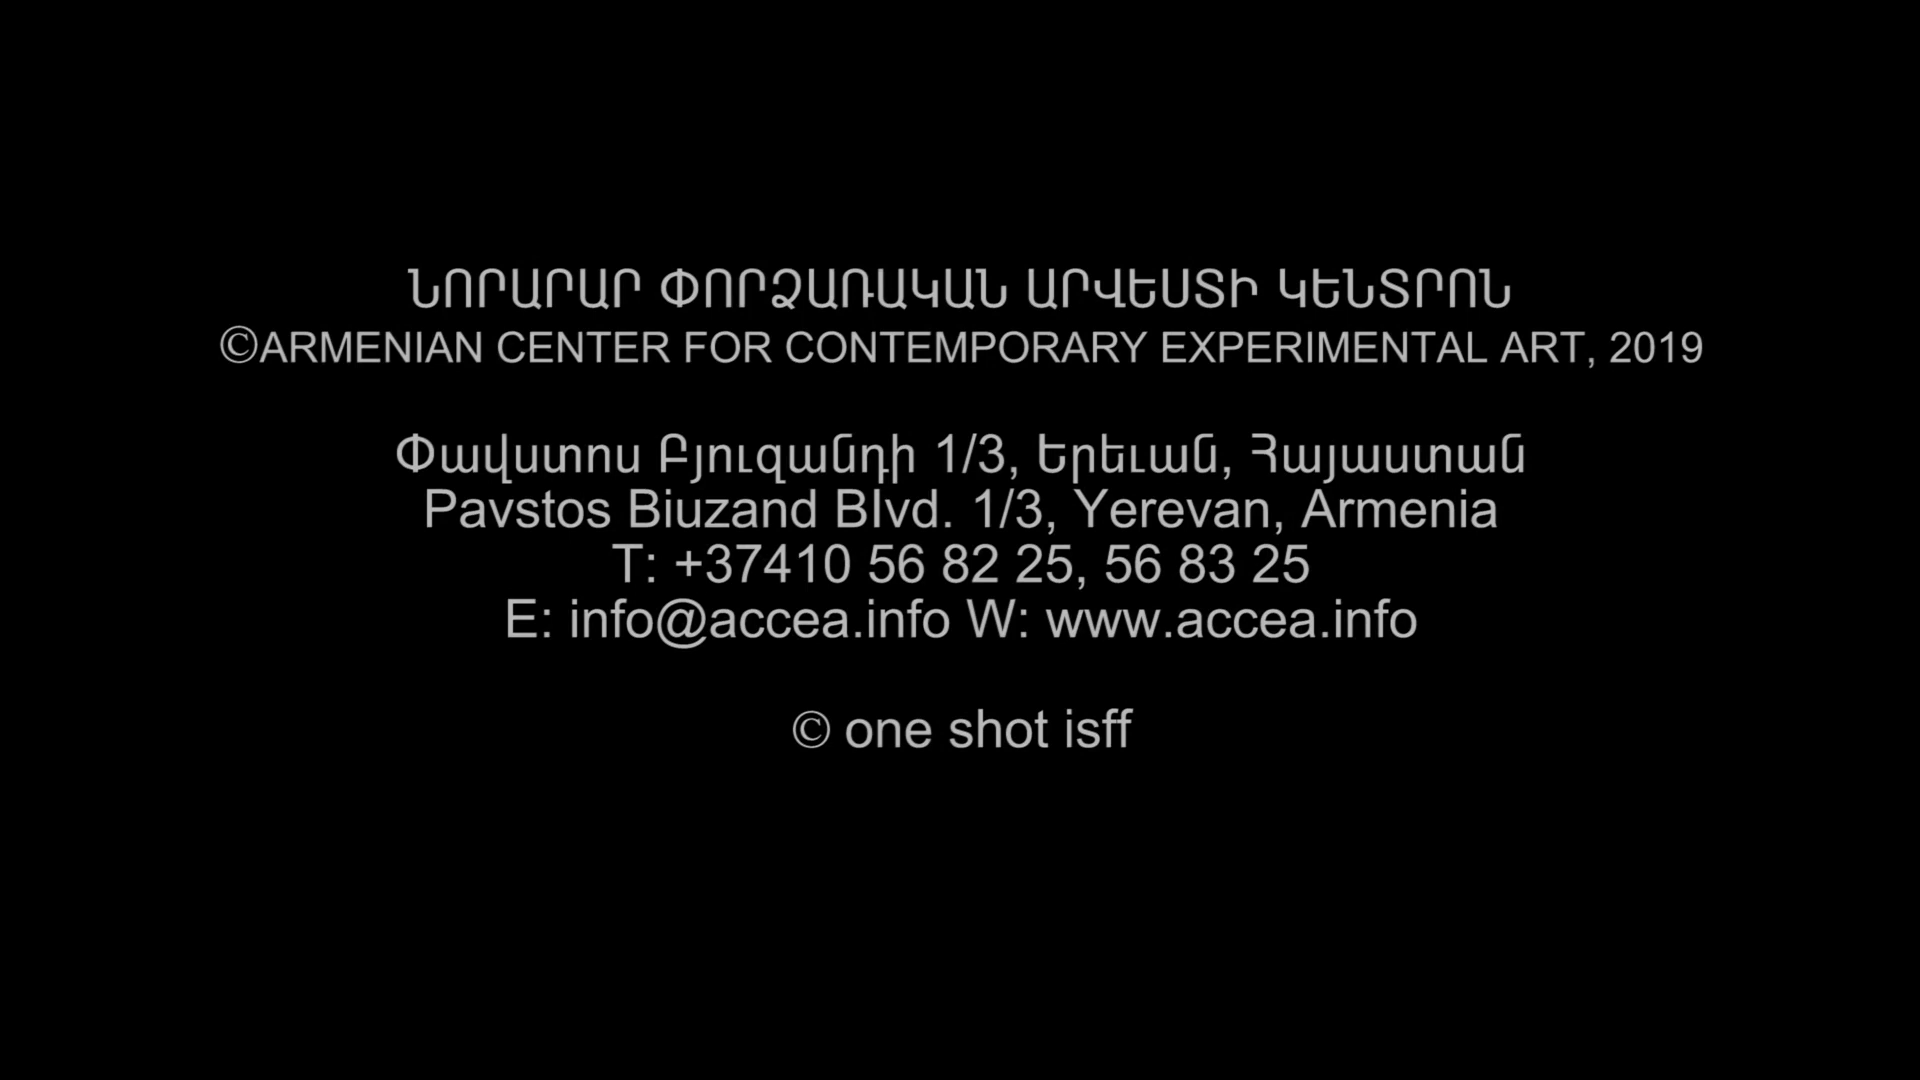 ՆՈՐԱՐԱՐ ՓՈՐՁԱՌԱԿԱՆ ԱՐՎԵՍՏԻ ԿԵՆՏՐՈՆ
©ARMENIAN CENTER FOR CONTEMPORARY EXPERIMENTAL ART, 2019
Փավստոս Բյուզանդի 1/3, Երեւան, Հայաստան
Pavstos Biuzand BIvd. 1/3, Yerevan, Armenia
T: +37410 56 82 25, 56 83 25
E: info@accea.info W: www.accea.info
© one shot isff